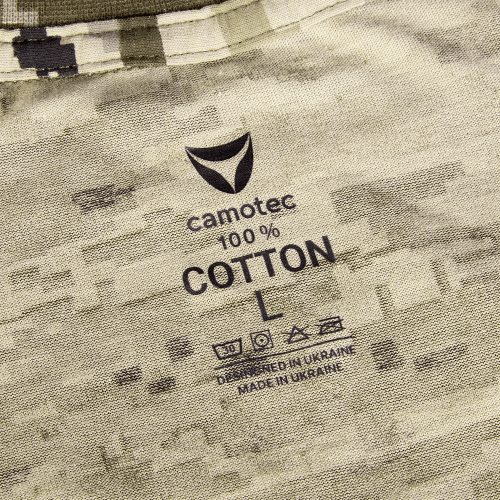 camotec
100 %
COTTON
L
30
DESIGNED IN UKRAINE
MADE IN UKRAINE